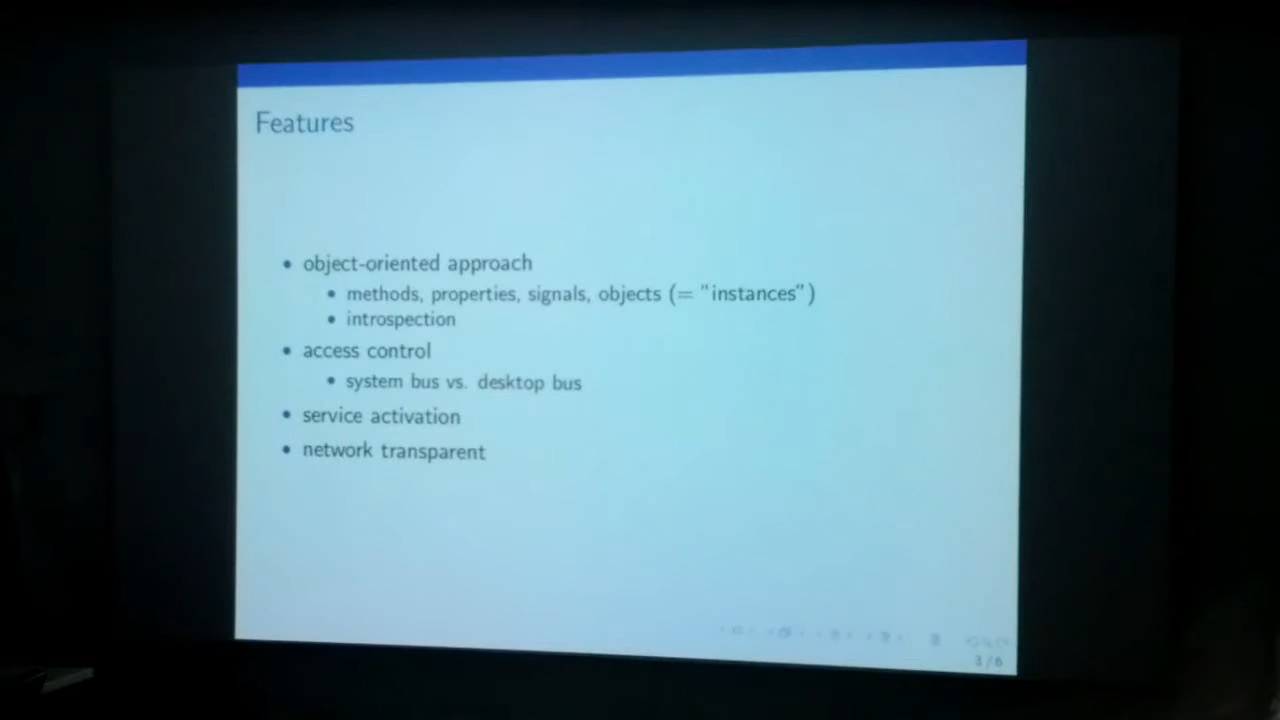 Features
• object-oriented approach
• methods, properties, signals, objects (= "instances")
• introspection
• access control
• system bus vs. desktop bus
• service activation
• network transparent
3/6